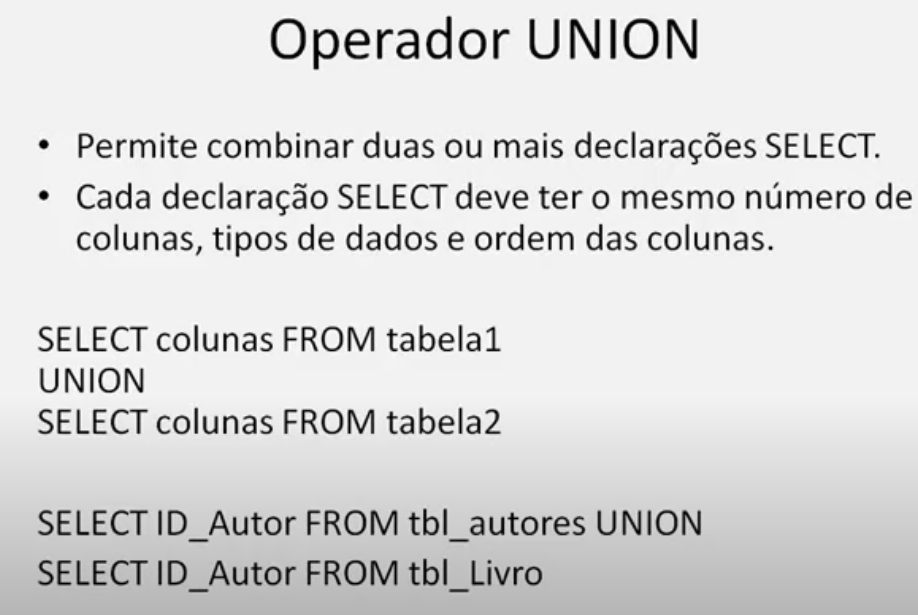 Operador UNION
• Permite combinar duas ou mais declarações SELECT.
• Cada declaração SELECT deve ter o mesmo número de
colunas, tipos de dados e ordem das colunas.
SELECT colunas FROM tabela1
UNION
SELECT colunas FROM tabela2
SELECT ID_Autor FROM tbl_autores UNION
SELECT ID_Autor FROM tbl_Livro